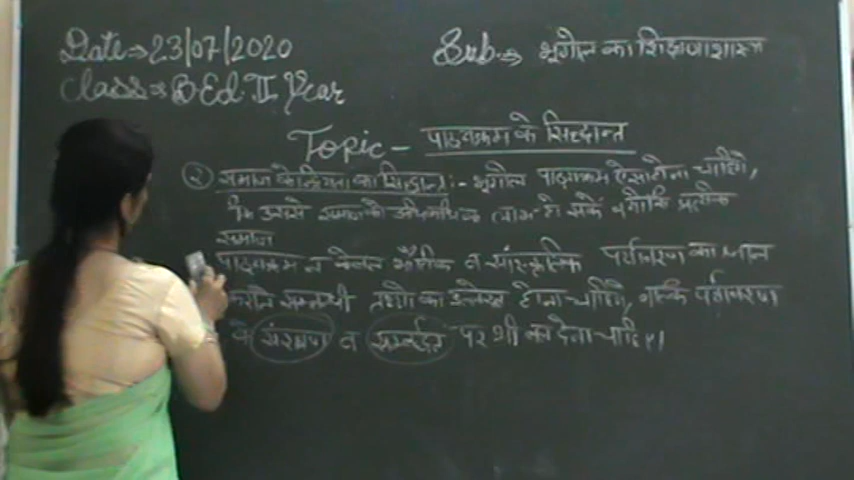 Date→23/07/2020
Sub→ भूगोल का शिक्षणशास्त्र
Class→ B.Ed. II Year
Topic - पाठ्यक्रम के सिद्धान्त
2 समाज केन्द्रियता का सिद्धान्त :- भूगोल पाठ्यक्रम ऐसा होना चाहिये,
कि उससे समाज को अधिकाधिक लाभ हो सकें क्योंकि प्रत्येक
समाज
पाठ्यक्रम में केवल भौतिक व सांस्कृतिक पर्यावरण का ज्ञान
सम्बन्धी तथ्यों का उल्लेख होना चाहिये, बल्कि पर्यावरण
के संरक्षण व सम्वर्द्धन पर भी बल देना चाहिए।